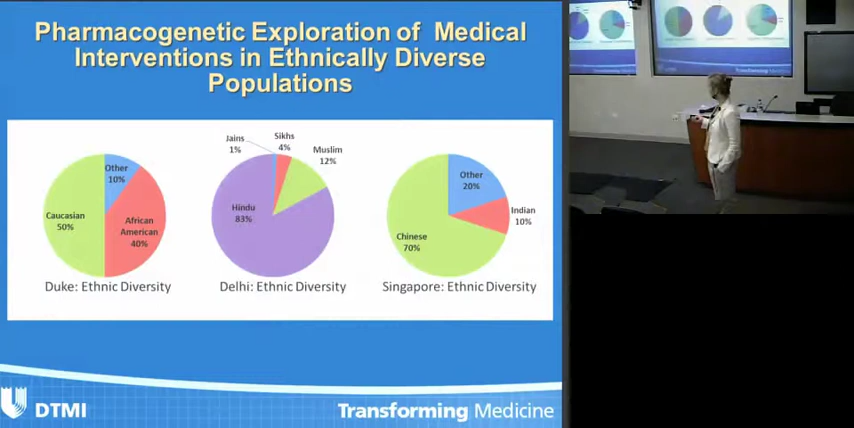 Pharmacogenetic Exploration of Medical
Interventions in Ethnically Diverse
Populations
Other
10%
African
American
40%
Caucasian
50%
Duke: Ethnic Diversity
Jains
1%
Sikhs
4%
Muslim
12%
Hindu
83%
Delhi: Ethnic Diversity
Other
20%
Indian
10%
Chinese
70%
Singapore: Ethnic Diversity
DTMI
Transforming Medicine
Transforming Medicine